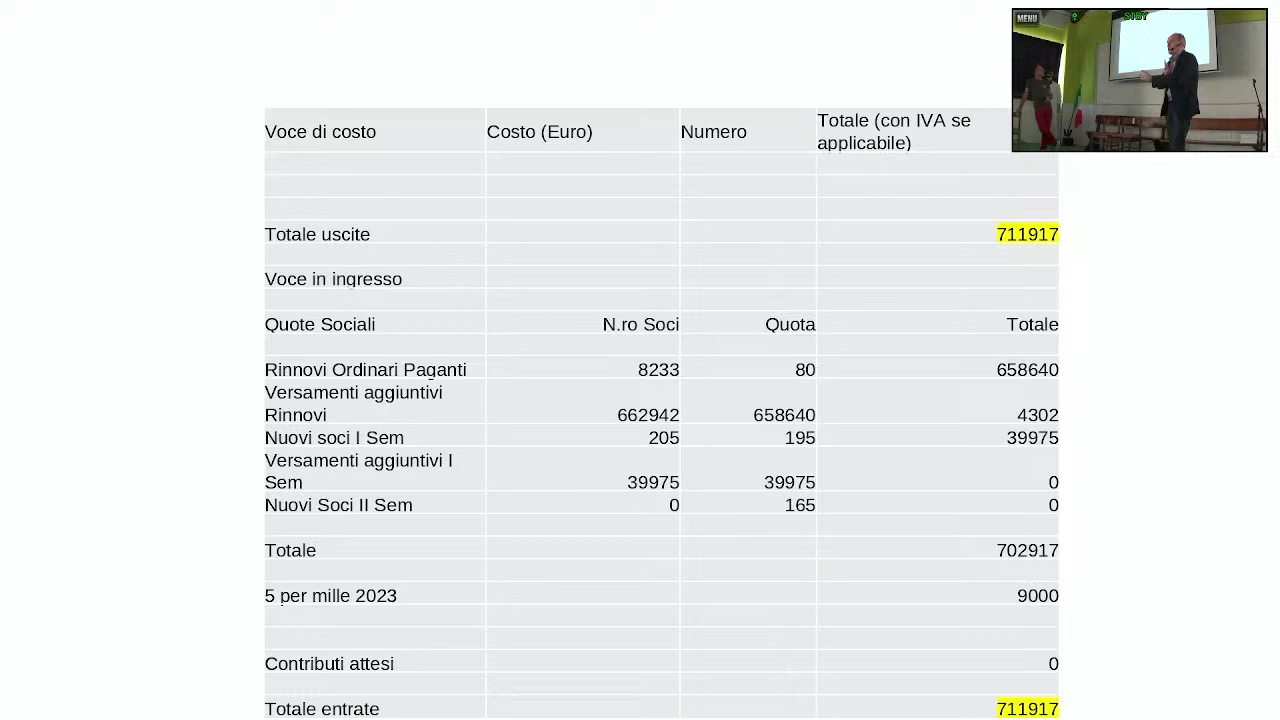 MENU
Voce di costo Costo (Euro) Numero Totale (con IVA se
applicabile)
Totale uscite 711917
Voce in ingresso
Quote Sociali N.ro Soci Quota Totale
Rinnovi Ordinari Paganti 8233 80 658640
Versamenti aggiuntivi
Rinnovi 662942 658640 4302
Nuovi soci I Sem 205 195 39975
Versamenti aggiuntivi I
Sem 39975 39975 0
Nuovi Soci II Sem 0 165 0
Totale 702917
5 per mille 2023 9000
Contributi attesi 0
Totale entrate 711917